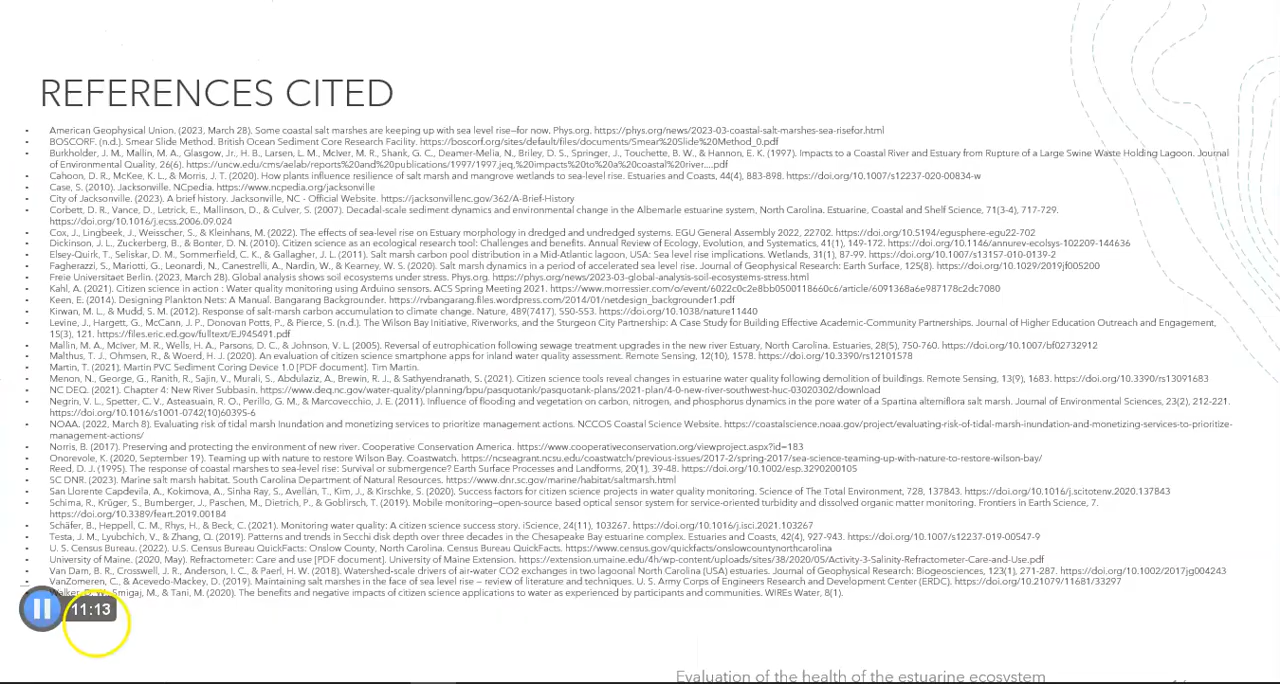 REFERENCES CITED
• American Geophysical Union. (2023, March 28). Some coastal salt marshes are keeping up with sea level rise—for now. Phys.org. https://phys.org/news/2023-03-coastal-salt-marshes-sea-risefor.html
• BOSCORF. (n.d.). Smear Slide Method. British Ocean Sediment Core Research Facility. https://boscorf.org/sites/default/files/documents/Smear%20Slide%20Method_0.pdf
• Burkholder, J. M., Mallin, M. A., Glasgow, Jr., H. B., Larsen, L. M., McIver, M. R., Shank, G. C., Deamer-Melia, N., Briley, D. S., Springer, J., Touchette, B. W., & Hannon, E. K. (1997). Impacts to a Coastal River and Estuary from Rupture of a Large Swine Waste Holding Lagoon. Journal
of Environmental Quality, 26(6). https://uncw.edu/cms/aelab/reports%20and%20publications/1997/1997.jeq,%20impacts%20to%20a%20coastal%20river....pdf
• Cahoon, D. R., McKee, K. L., & Morris, J. T. (2020). How plants influence resilience of salt marsh and mangrove wetlands to sea-level rise. Estuaries and Coasts, 44(4), 883-898. https://doi.org/10.1007/s12237-020-00834-w
• Case, S. (2010). Jacksonville. NCpedia. https://www.ncpedia.org/jacksonville
• City of Jacksonville. (2023). A brief history. Jacksonville, NC - Official Website. https://jacksonvillenc.gov/362/A-Brief-History
• Corbett, D. R., Vance, D., Letrick, E., Mallinson, D., & Culver, S. (2007). Decadal-scale sediment dynamics and environmental change in the Albemarle estuarine system, North Carolina. Estuarine, Coastal and Shelf Science, 71(3-4), 717-729.
https://doi.org/10.1016/j.ecss.2006.09.024
• Cox, J., Lingbeek, J., Weisscher, S., & Kleinhans, M. (2022). The effects of sea-level rise on Estuary morphology in dredged and undredged systems. EGU General Assembly 2022, 22702. https://doi.org/10.5194/egusphere-egu22-702
• Dickinson, J. L., Zuckerberg, B., & Bonter, D. N. (2010). Citizen science as an ecological research tool: Challenges and benefits. Annual Review of Ecology, Evolution, and Systematics, 41(1), 149-172. https://doi.org/10.1146/annurev-ecolsys-102209-144636
• Elsey-Quirk, T., Seliskar, D. M., Sommerfield, C. K., & Gallagher, J. L. (2011). Salt marsh carbon pool distribution in a Mid-Atlantic lagoon, USA: Sea level rise implications. Wetlands, 31(1), 87-99. https://doi.org/10.1007/s13157-010-0139-2
• Fagherazzi, S., Mariotti, G., Leonardi, N., Canestrelli, A., Nardin, W., & Kearney, W. S. (2020). Salt marsh dynamics in a period of accelerated sea level rise. Journal of Geophysical Research: Earth Surface, 125(8). https://doi.org/10.1029/2019jf005200
• Freie Universitaet Berlin. (2023, March 28). Global analysis shows soil ecosystems under stress. Phys.org. https://phys.org/news/2023-03-global-analysis-soil-ecosystems-stress.html
• Kahl, A. (2021). Citizen science in action : Water quality monitoring using Arduino sensors. ACS Spring Meeting 2021. https://www.morressier.com/o/event/6022c0c2e8bb0500118660c6/article/6091368a6e987178c2dc7080
• Keen, E. (2014). Designing Plankton Nets: A Manual. Bangarang Backgrounder. https://rvbangarang.files.wordpress.com/2014/01/netdesign_backgrounder1.pdf
• Kirwan, M. L., & Mudd, S. M. (2012). Response of salt-marsh carbon accumulation to climate change. Nature, 489(7417), 550-553. https://doi.org/10.1038/nature11440
• Levine, J., Hargett, G., McCann, J. P., Donovan Potts, P., & Pierce, S. (n.d.). The Wilson Bay Initiative, Riverworks, and the Sturgeon City Partnership: A Case Study for Building Effective Academic-Community Partnerships. Journal of Higher Education Outreach and Engagement,
15(3), 121. https://files.eric.ed.gov/fulltext/EJ945491.pdf
• Mallin, M. A., McIver, M. R., Wells, H. A., Parsons, D. C., & Johnson, V. L. (2005). Reversal of eutrophication following sewage treatment upgrades in the new river Estuary, North Carolina. Estuaries, 28(5), 750-760. https://doi.org/10.1007/bf02732912
• Malthus, T. J., Ohmsen, R., & Woerd, H. J. (2020). An evaluation of citizen science smartphone apps for inland water quality assessment. Remote Sensing, 12(10), 1578. https://doi.org/10.3390/rs12101578
• Martin, T. (2021). Martin PVC Sediment Coring Device 1.0 [PDF document]. Tim Martin.
• Menon, N., George, G., Ranith, R., Sajin, V., Murali, S., Abdulaziz, A., Brewin, R. J., & Sathyendranath, S. (2021). Citizen science tools reveal changes in estuarine water quality following demolition of buildings. Remote Sensing, 13(9), 1683. https://doi.org/10.3390/rs13091683
• NC DEQ. (2021). Chapter 4: New River Subbasin. https://www.deq.nc.gov/water-quality/planning/bpu/pasquotank/pasquotank-plans/2021-plan/4-0-new-river-southwest-huc-03020302/download
• Negrin, V. L., Spetter, C. V., Asteasuain, R. O., Perillo, G. M., & Marcovecchio, J. E. (2011). Influence of flooding and vegetation on carbon, nitrogen, and phosphorus dynamics in the pore water of a Spartina alterniflora salt marsh. Journal of Environmental Sciences, 23(2), 212-221.
https://doi.org/10.1016/s1001-0742(10)60395-6
• NOAA. (2022, March 8). Evaluating risk of tidal marsh Inundation and monetizing services to prioritize management actions. NCCOS Coastal Science Website. https://coastalscience.noaa.gov/project/evaluating-risk-of-tidal-marsh-inundation-and-monetizing-services-to-prioritize-
management-actions/
• Norris, B. (2017). Preserving and protecting the environment of new river. Cooperative Conservation America. https://www.cooperativeconservation.org/viewproject.aspx?id=183
• Onorevole, K. (2020, September 19). Teaming up with nature to restore Wilson Bay. Coastwatch. https://ncseagrant.ncsu.edu/coastwatch/previous-issues/2017-2/spring-2017/sea-science-teaming-up-with-nature-to-restore-wilson-bay/
• Reed, D. J. (1995). The response of coastal marshes to sea-level rise: Survival or submergence? Earth Surface Processes and Landforms, 20(1), 39-48. https://doi.org/10.1002/esp.3290200105
• SC DNR. (2023). Marine salt marsh habitat. South Carolina Department of Natural Resources. https://www.dnr.sc.gov/marine/habitat/saltmarsh.html
• San Llorente Capdevila, A., Kokimova, A., Sinha Ray, S., Avellán, T., Kim, J., & Kirschke, S. (2020). Success factors for citizen science projects in water quality monitoring. Science of The Total Environment, 728, 137843. https://doi.org/10.1016/j.scitotenv.2020.137843
• Schima, R., Krüger, S., Bumberger, J., Paschen, M., Dietrich, P., & Goblirsch, T. (2019). Mobile monitoring—open-source based optical sensor system for service-oriented turbidity and dissolved organic matter monitoring. Frontiers in Earth Science, 7.
https://doi.org/10.3389/feart.2019.00184
• Schäfer, B., Heppell, C. M., Rhys, H., & Beck, C. (2021). Monitoring water quality: A citizen science success story. iScience, 24(11), 103267. https://doi.org/10.1016/j.isci.2021.103267
• Testa, J. M., Lyubchich, V., & Zhang, Q. (2019). Patterns and trends in Secchi disk depth over three decades in the Chesapeake Bay estuarine complex. Estuaries and Coasts, 42(4), 927-943. https://doi.org/10.1007/s12237-019-00547-9
• U. S. Census Bureau. (2022). U.S. Census Bureau QuickFacts: Onslow County, North Carolina. Census Bureau QuickFacts. https://www.census.gov/quickfacts/onslowcountynorthcarolina
• University of Maine. (2020, May). Refractometer: Care and use [PDF document]. University of Maine Extension. https://extension.umaine.edu/4h/wp-content/uploads/sites/38/2020/05/Activity-3-Salinity-Refractometer-Care-and-Use.pdf
• Van Dam, B. R., Crosswell, J. R., Anderson, I. C., & Paerl, H. W. (2018). Watershed-scale drivers of air-water CO2 exchanges in two lagoonal North Carolina (USA) estuaries. Journal of Geophysical Research: Biogeosciences, 123(1), 271-287. https://doi.org/10.1002/2017jg004243
• VanZomeren, C., & Acevedo-Mackey, D. (2019). Maintaining salt marshes in the face of sea level rise – review of literature and techniques. U. S. Army Corps of Engineers Research and Development Center (ERDC). https://doi.org/10.21079/11681/33297
Walker, D. W., Smigaj, M., & Tani, M. (2020). The benefits and negative impacts of citizen science applications to water as experienced by participants and communities. WIREs Water, 8(1).
11:13
Evaluation of the health of the estuarine ecosystem